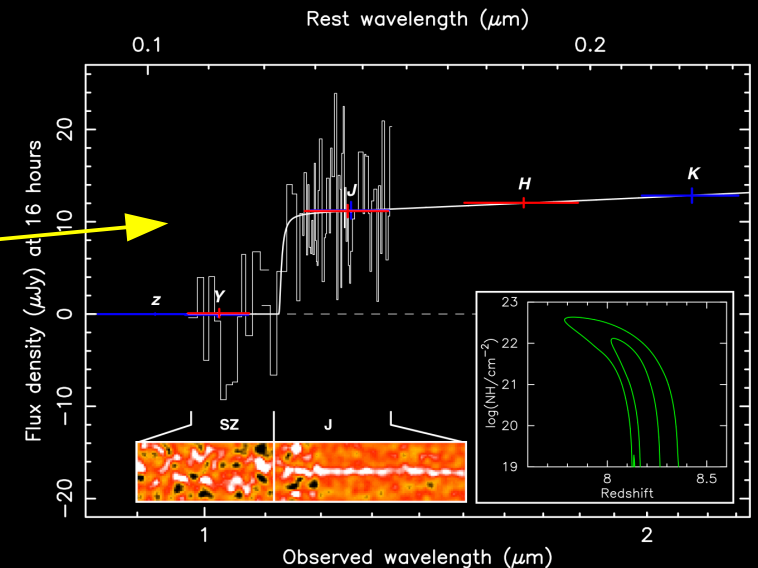 Rest wavelength (μm)
0.1 0.2
Flux density (μJy) at 16 hours
20
10
0
−10
−20
z Y J H K
SZ J
log(NH/cm⁻²)
23
22
21
20
19
8 8.5
Redshift
1 2
Observed wavelength (μm)